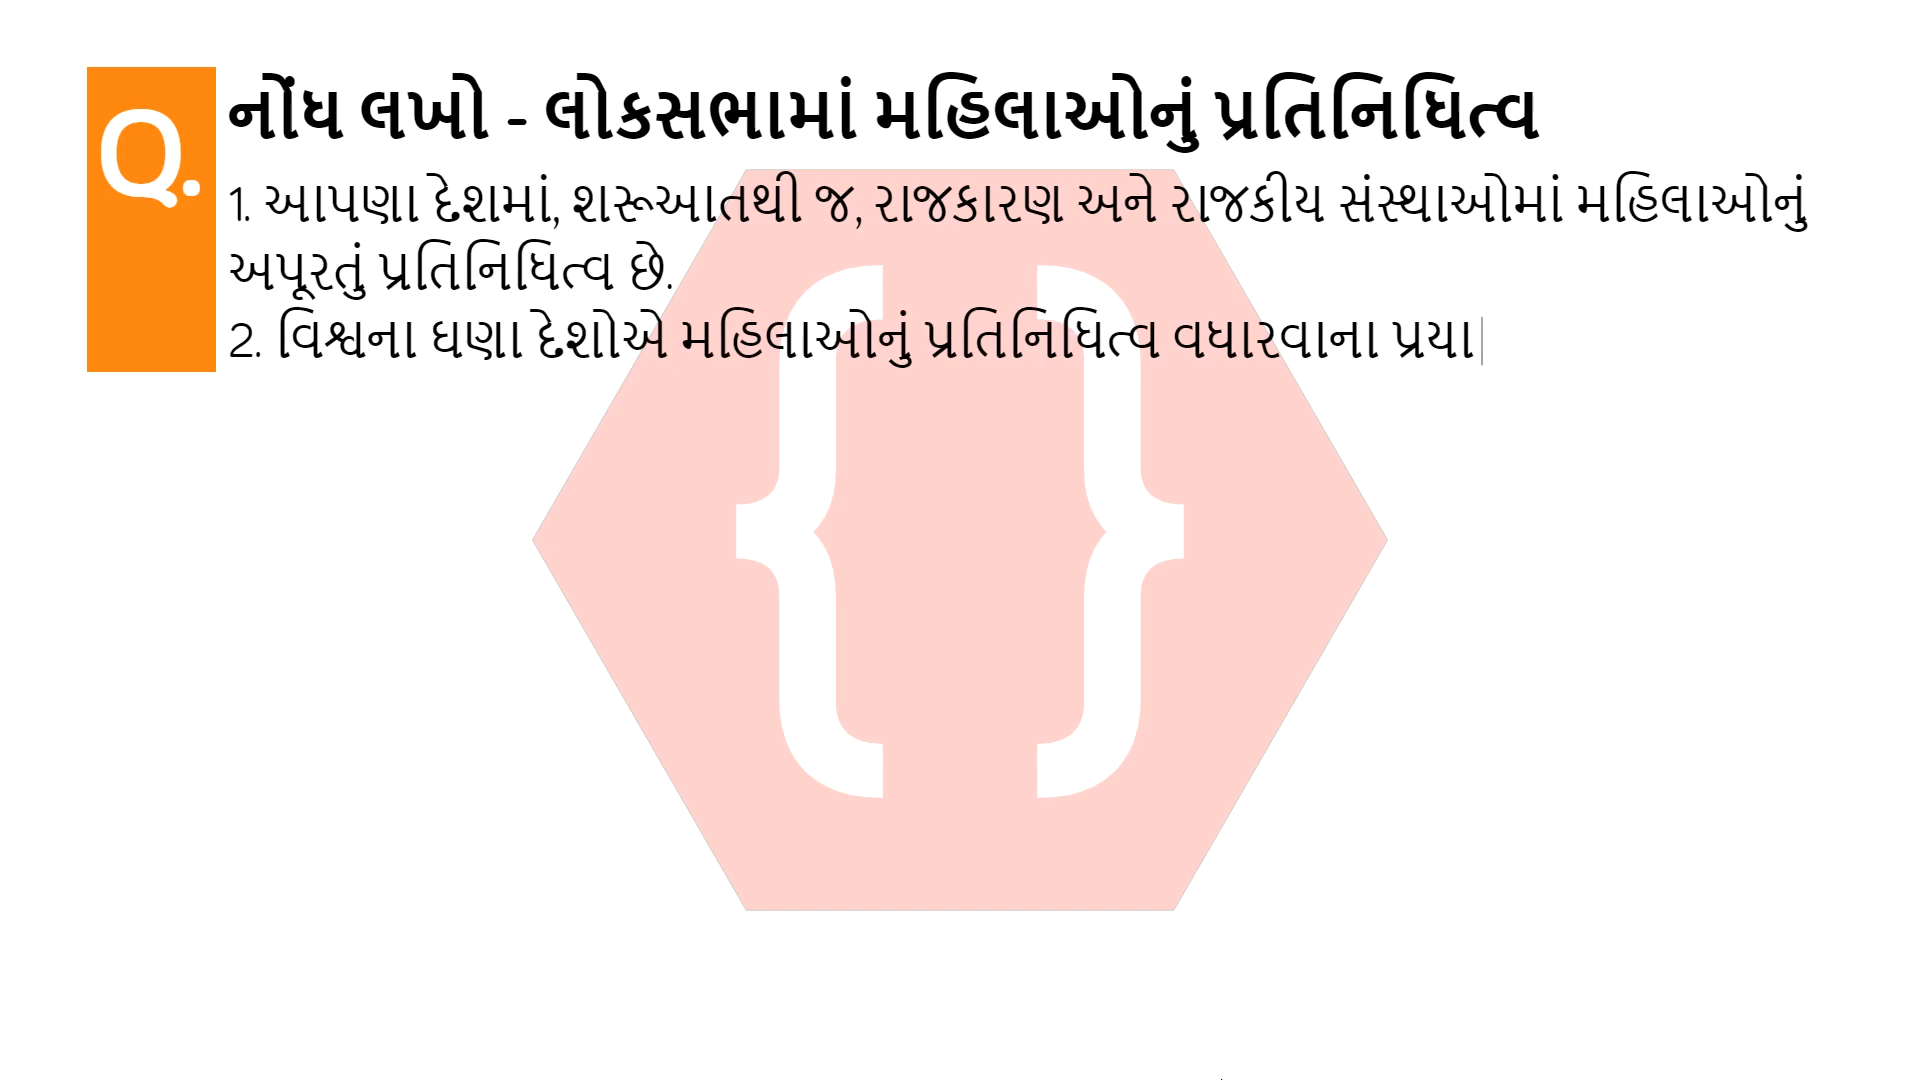 Q.
નોંધ લખો - લોકસભામાં મહિલાઓનું પ્રતિનિધિત્વ
1. આપણા દેશમાં, શરૂઆતથી જ, રાજકારણ અને રાજકીય સંસ્થાઓમાં મહિલાઓનું
અપૂરતું પ્રતિનિધિત્વ છે.
2. વિશ્વના ઘણા દેશોએ મહિલાઓનું પ્રતિનિધિત્વ વધારવાના પ્રયા
{ }